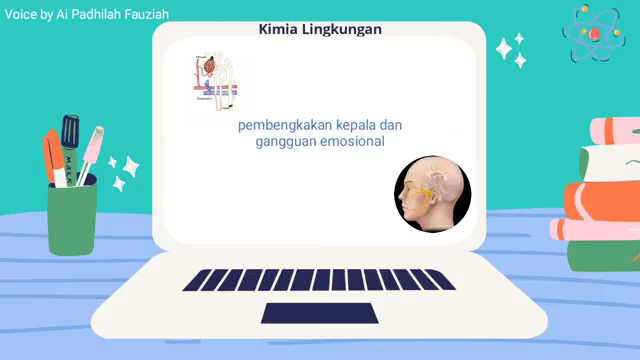 Voice by Ai Padhilah Fauziah
Kimia Lingkungan
pembengkakan kepala dan
gangguan emosional